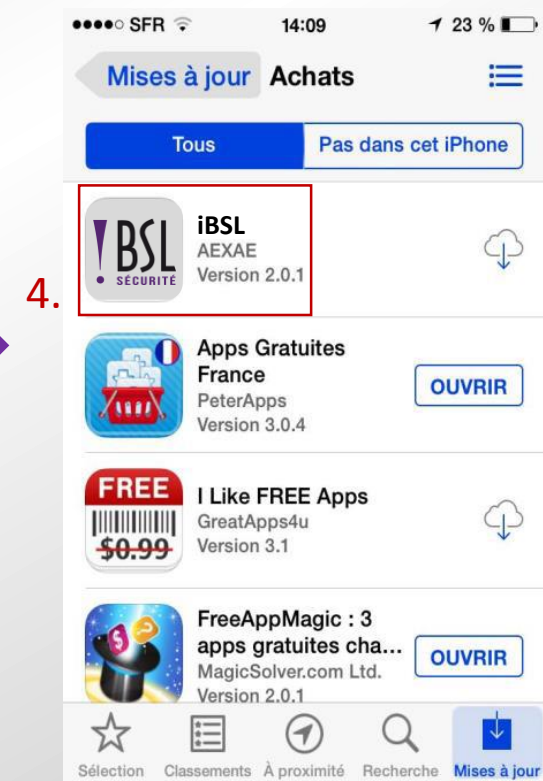 SFR 14:09 23 %
Mises à jour Achats
Tous Pas dans cet iPhone
4.
! BSL
SÉCURITÉ
iBSL
AEXAE
Version 2.0.1
Apps Gratuites
France
PeterApps
Version 3.0.4
OUVRIR
FREE
$0.99
I Like FREE Apps
GreatApps4u
Version 3.1
FreeAppMagic : 3
apps gratuites cha...
MagicSolver.com Ltd.
Version 2.0.1
OUVRIR
Sélection Classements À proximité Recherche Mises à jour